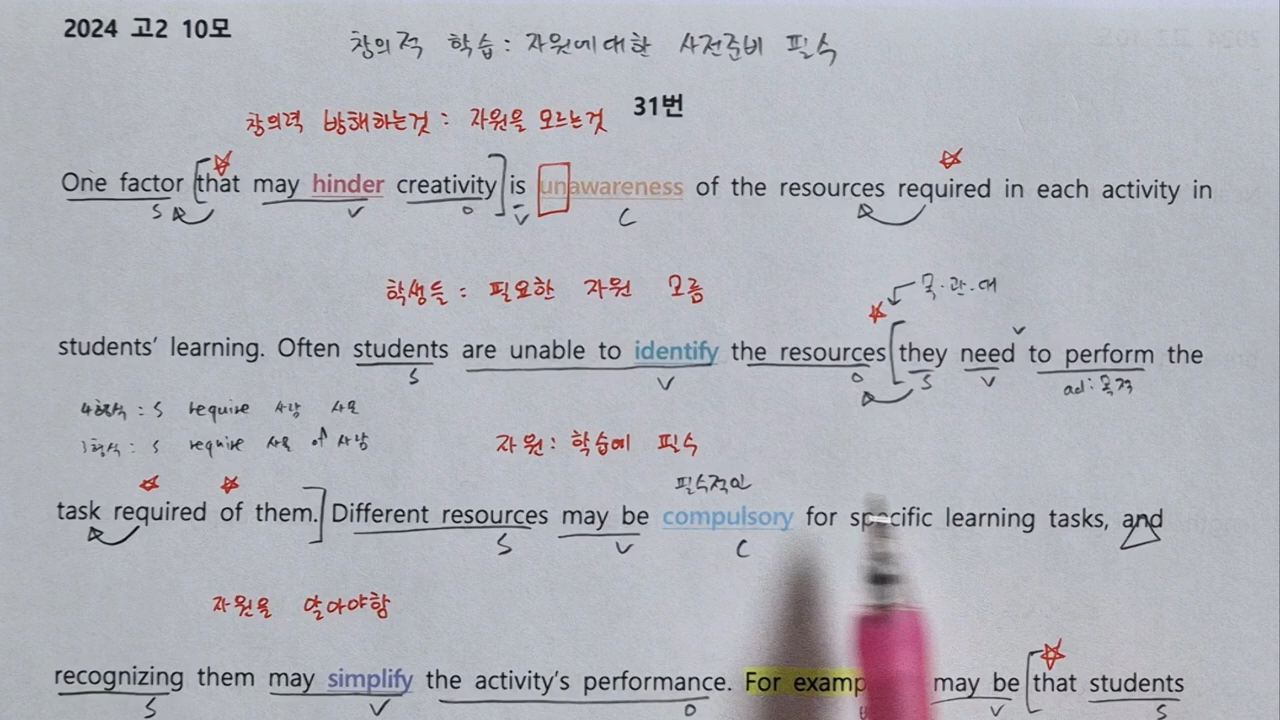 2024 고2 10모
창의적 학습: 자원에대한 사전준비 필수
31번
창의력 방해하는것: 자원을 모르는것
One factor [that may hinder creativity] is unawareness of the resources required in each activity in
S V O V C
학생들: 필요한 자원 모름
목·관·대
students' learning. Often students are unable to identify the resources [they need to perform the
S V O S V ad:목적
4형식: S require 사람 사물
3형식: S require 사물 of 사람
자원: 학습에 필수
필수적인
task required of them.] Different resources may be compulsory for specific learning tasks, and
S V C
자원을 알아야함
recognizing them may simplify the activity's performance. For may be [that students
S V O V S